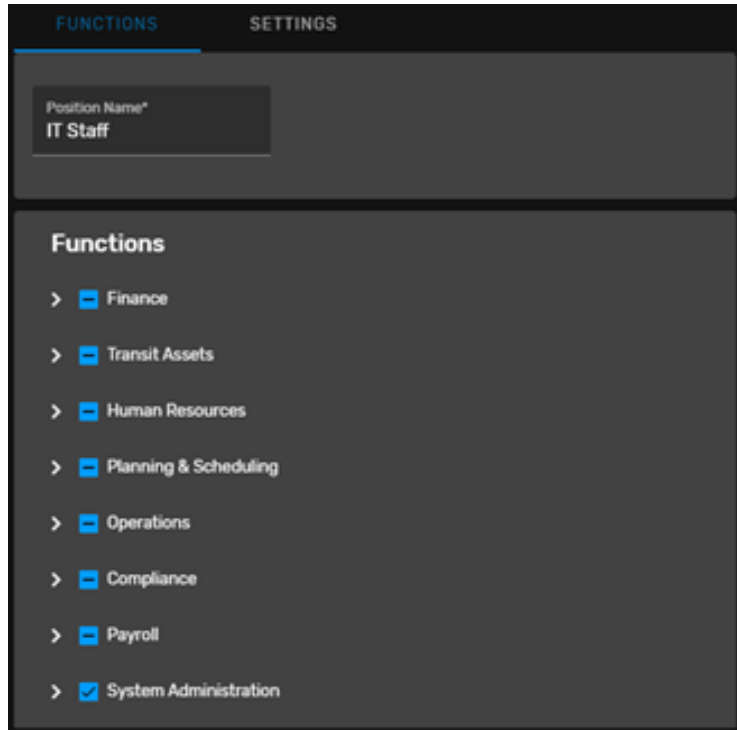 FUNCTIONS SETTINGS
Position Name*
IT Staff
Functions
Finance
Transit Assets
Human Resources
Planning & Scheduling
Operations
Compliance
Payroll
System Administration